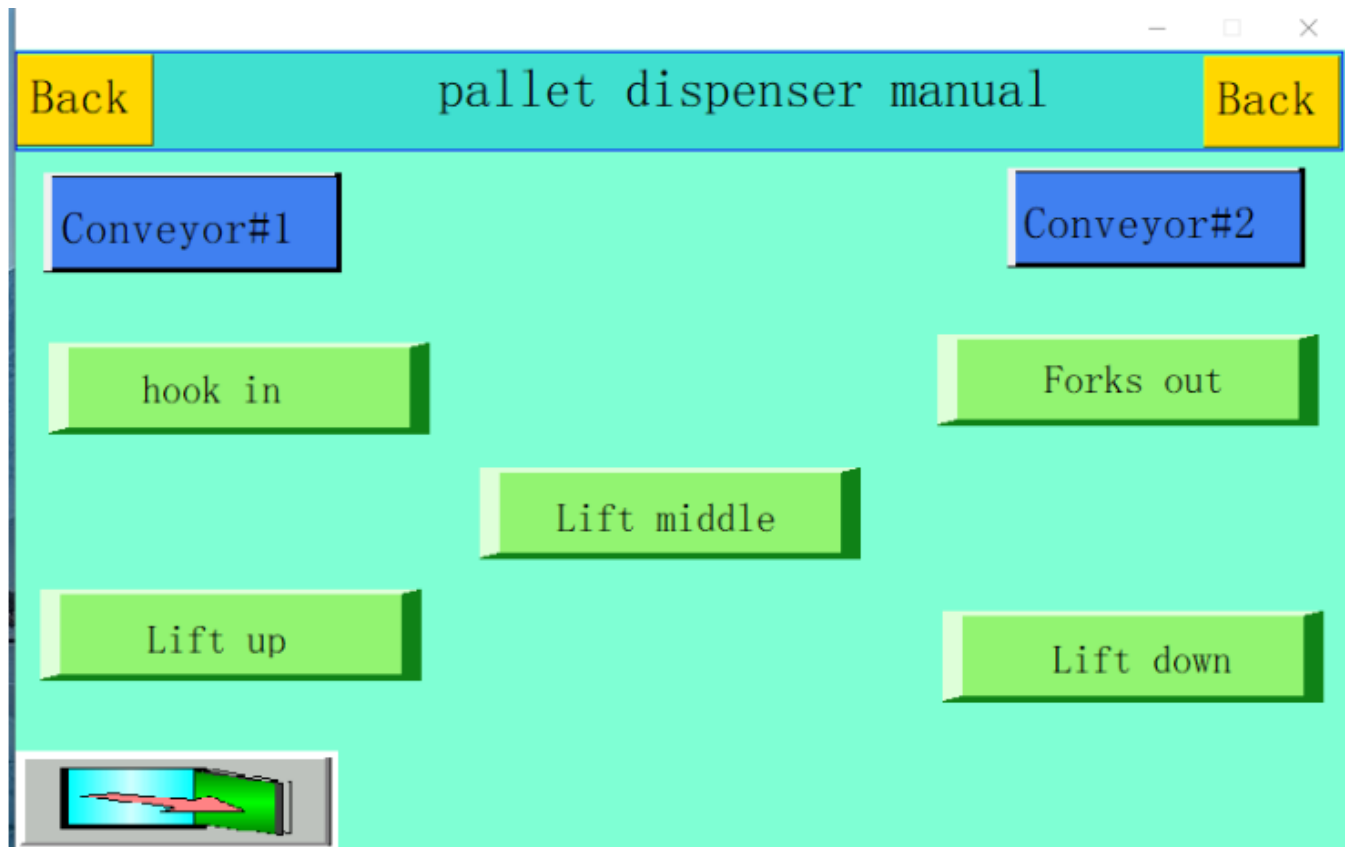 Back
pallet dispenser manual
Back
Conveyor#1
Conveyor#2
hook in
Forks out
Lift middle
Lift up
Lift down